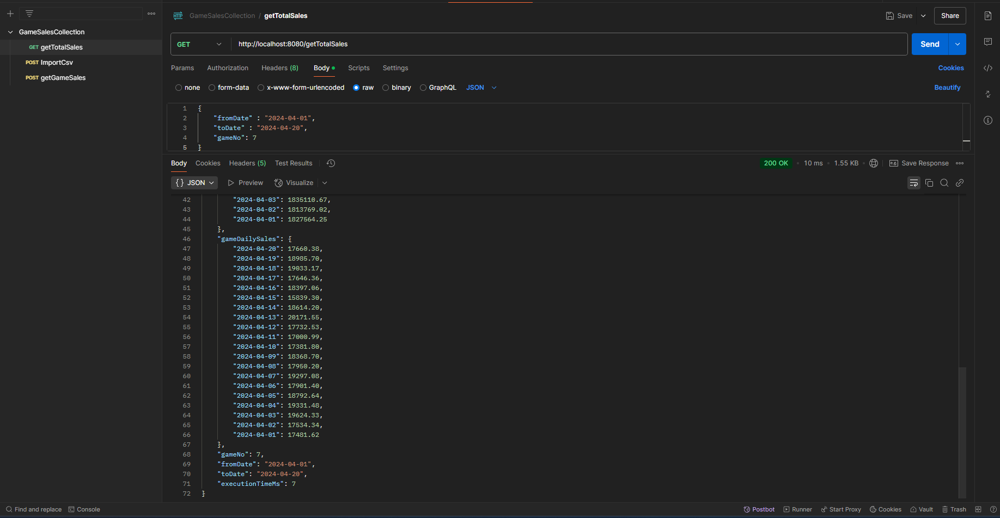 GameSalesCollection
GET getTotalSales
POST ImportCsv
POST getGameSales
HTTP GameSalesCollection / getTotalSales
Save
Share
GET http://localhost:8080/getTotalSales
Send
Params Authorization Headers (8) Body Scripts Settings
Cookies
none form-data x-www-form-urlencoded raw binary GraphQL JSON
Beautify
1 {
2 "fromDate" : "2024-04-01",
3 "toDate" : "2024-04-20",
4 "gameNo": 7
5 }
Body Cookies Headers (5) Test Results
200 OK • 10 ms • 1.55 KB • e.g. Save Response
{} JSON Preview Visualize
42 "2024-04-03": 1835110.67,
43 "2024-04-02": 1813769.02,
44 "2024-04-01": 1827564.25
45 },
46 "gameDailySales": {
47 "2024-04-20": 17660.38,
48 "2024-04-19": 18985.70,
49 "2024-04-18": 19033.17,
50 "2024-04-17": 17646.36,
51 "2024-04-16": 18397.06,
52 "2024-04-15": 15839.30,
53 "2024-04-14": 18614.20,
54 "2024-04-13": 20171.55,
55 "2024-04-12": 17732.53,
56 "2024-04-11": 17000.99,
57 "2024-04-10": 17381.80,
58 "2024-04-09": 18368.70,
59 "2024-04-08": 17950.20,
60 "2024-04-07": 19297.08,
61 "2024-04-06": 17901.40,
62 "2024-04-05": 18792.64,
63 "2024-04-04": 19331.48,
64 "2024-04-03": 19624.33,
65 "2024-04-02": 17534.34,
66 "2024-04-01": 17481.62
67 },
68 "gameNo": 7,
69 "fromDate": "2024-04-01",
70 "toDate": "2024-04-20",
71 "executionTimeMs": 7
72 }
Find and replace Console
Postbot Runner Start Proxy Cookies Vault Trash